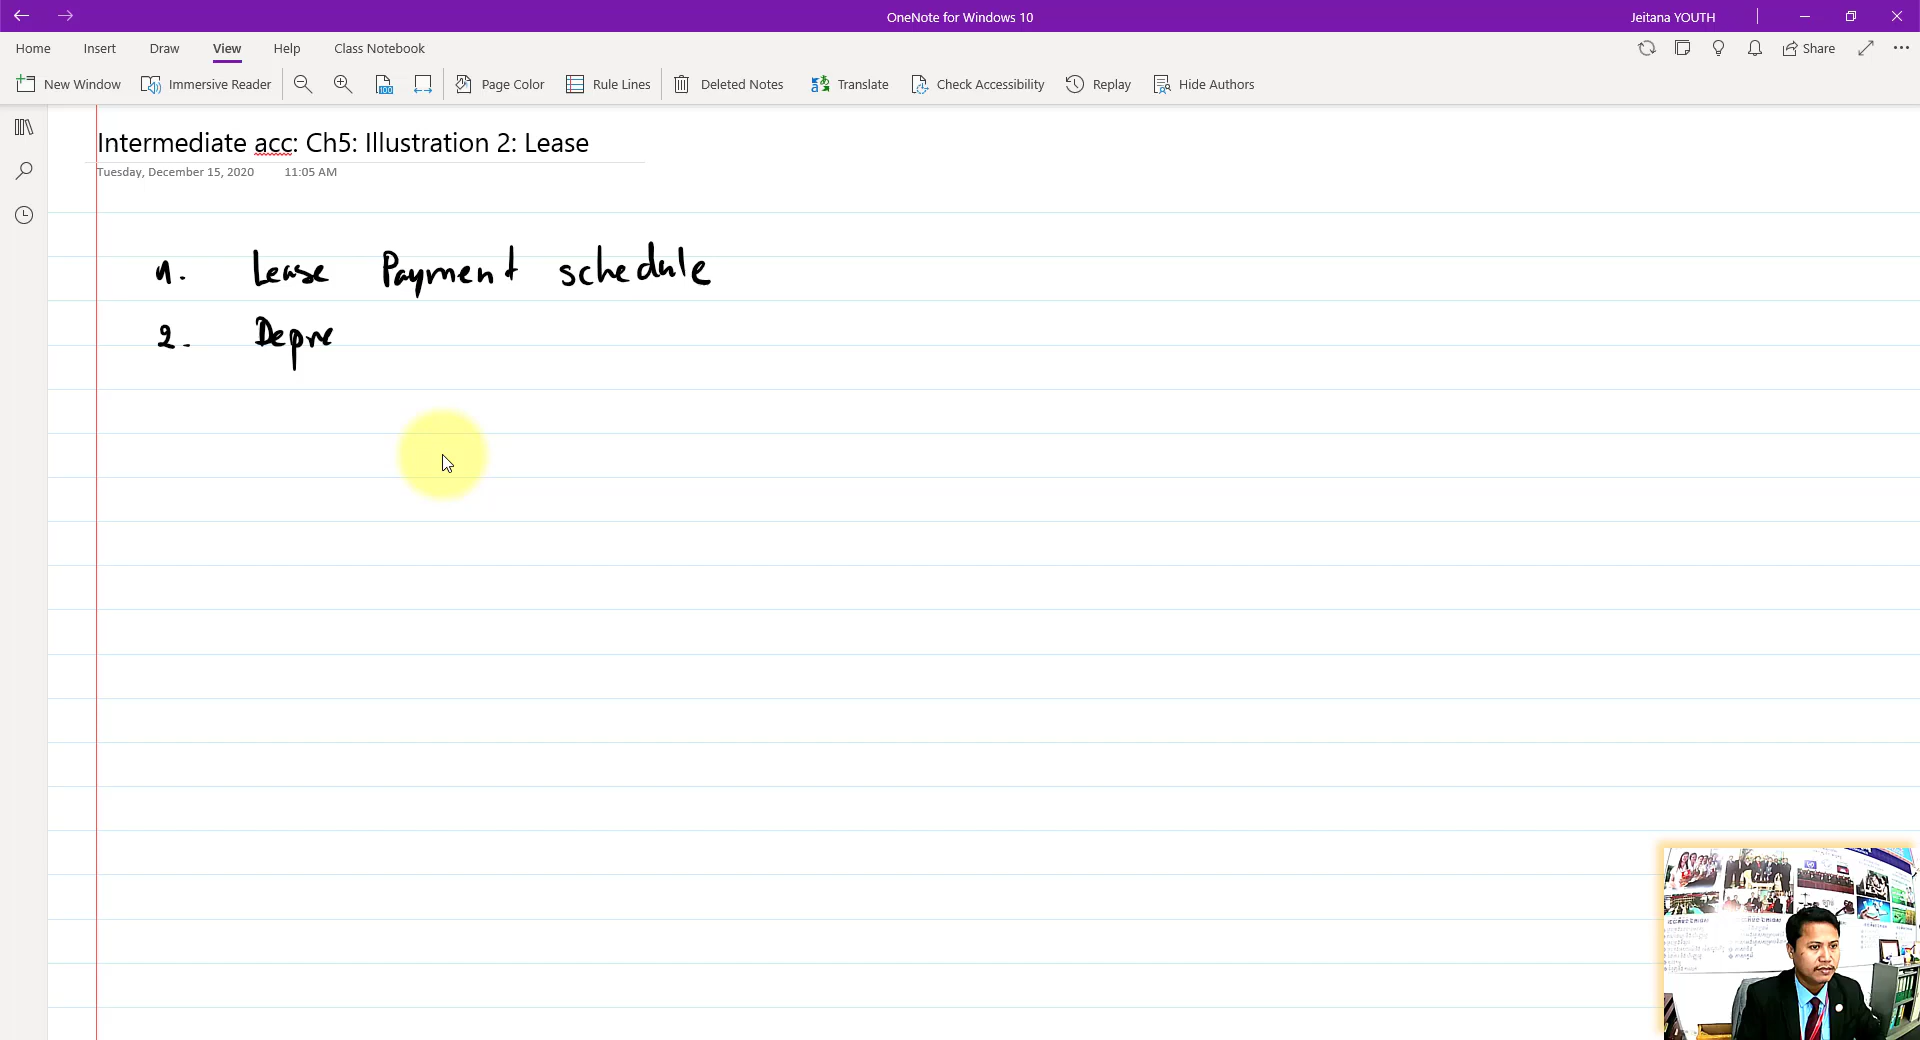 OneNote for Windows 10
Jeitana YOUTH
Home Insert Draw View Help Class Notebook
Share
New Window Immersive Reader 100 Page Color Rule Lines Deleted Notes Translate Check Accessibility Replay Hide Authors
Intermediate acc: Ch5: Illustration 2: Lease
Tuesday, December 15, 2020 11:05 AM
1. Lease Payment schedule
2. Depre